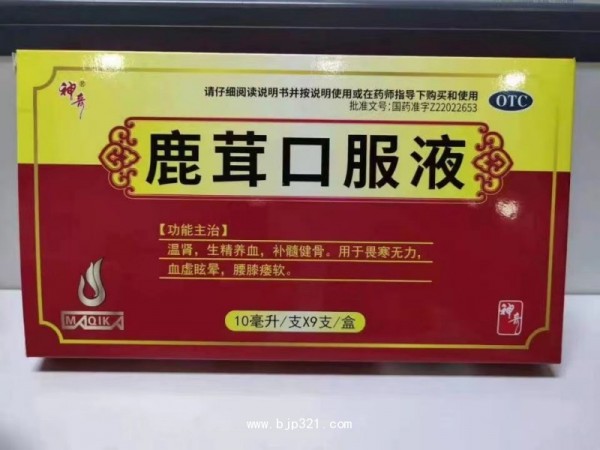 神奇®
请仔细阅读说明书并按说明使用或在药师指导下购买和使用
批准文号:国药准字Z22022653
OTC
鹿茸口服液
【功能主治】
温肾,生精养血,补髓健骨。用于畏寒无力,
血虚眩晕,腰膝痿软。
MAQIKA
10毫升/支X9支/盒
神奇
www.bjp321.com